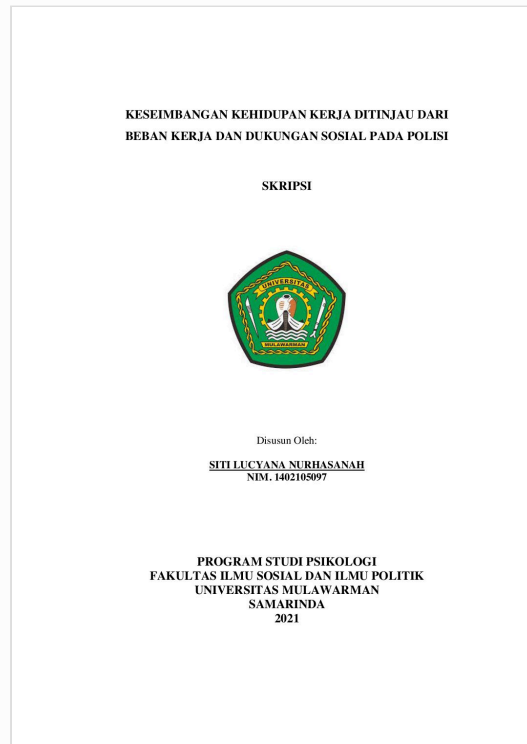 KESEIMBANGAN KEHIDUPAN KERJA DITINJAU DARI
BEBAN KERJA DAN DUKUNGAN SOSIAL PADA POLISI
SKRIPSI
UNIVERSITAS
MULAWARMAN
Disusun Oleh:
SITI LUCYANA NURHASANAH
NIM. 1402105097
PROGRAM STUDI PSIKOLOGI
FAKULTAS ILMU SOSIAL DAN ILMU POLITIK
UNIVERSITAS MULAWARMAN
SAMARINDA
2021